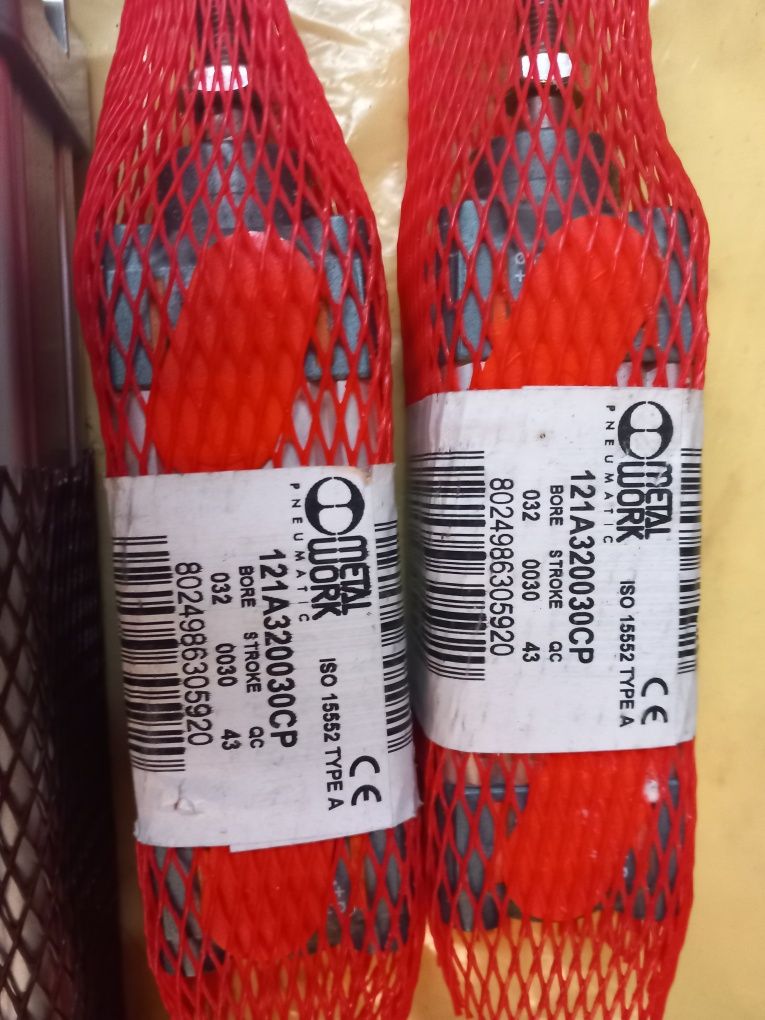 METAL
WORK
PNEUMATIC
ISO 15552 TYPE A
CE
121A320030CP
BORE STROKE QC
032 0030 43
8024986305920
METAL
WORK
PNEUMATIC
ISO 15552 TYPE A
CE
121A320030CP
BORE STROKE QC
032 0030 43
8024986305920